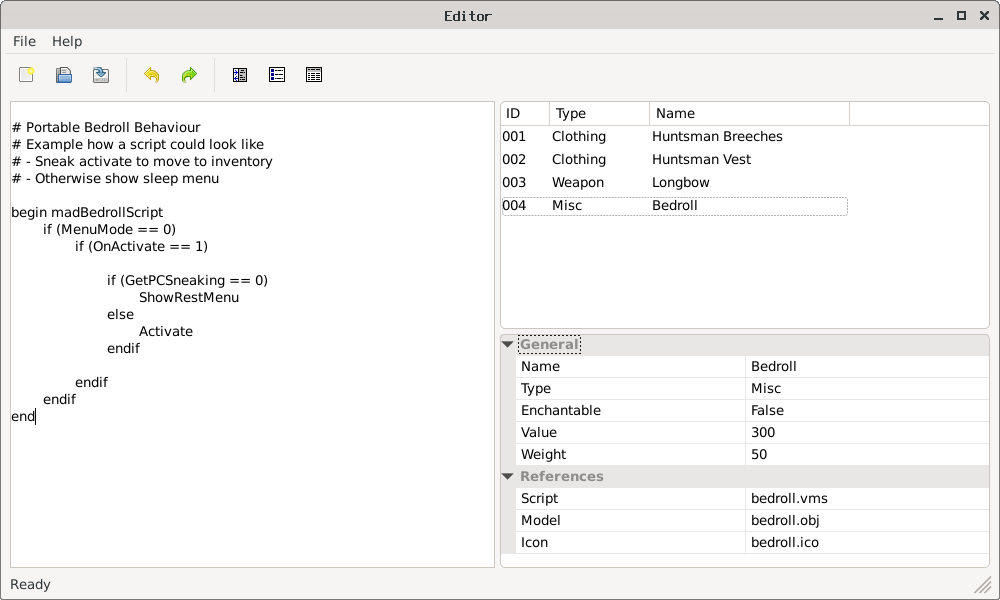 Editor
File Help
# Portable Bedroll Behaviour
# Example how a script could look like
# - Sneak activate to move to inventory
# - Otherwise show sleep menu
begin madBedrollScript
if (MenuMode == 0)
if (OnActivate == 1)
if (GetPCSneaking == 0)
ShowRestMenu
else
Activate
endif
endif
endif
end
ID Type Name
001 Clothing Huntsman Breeches
002 Clothing Huntsman Vest
003 Weapon Longbow
004 Misc Bedroll
General
Name Bedroll
Type Misc
Enchantable False
Value 300
Weight 50
References
Script bedroll.vms
Model bedroll.obj
Icon bedroll.ico
Ready